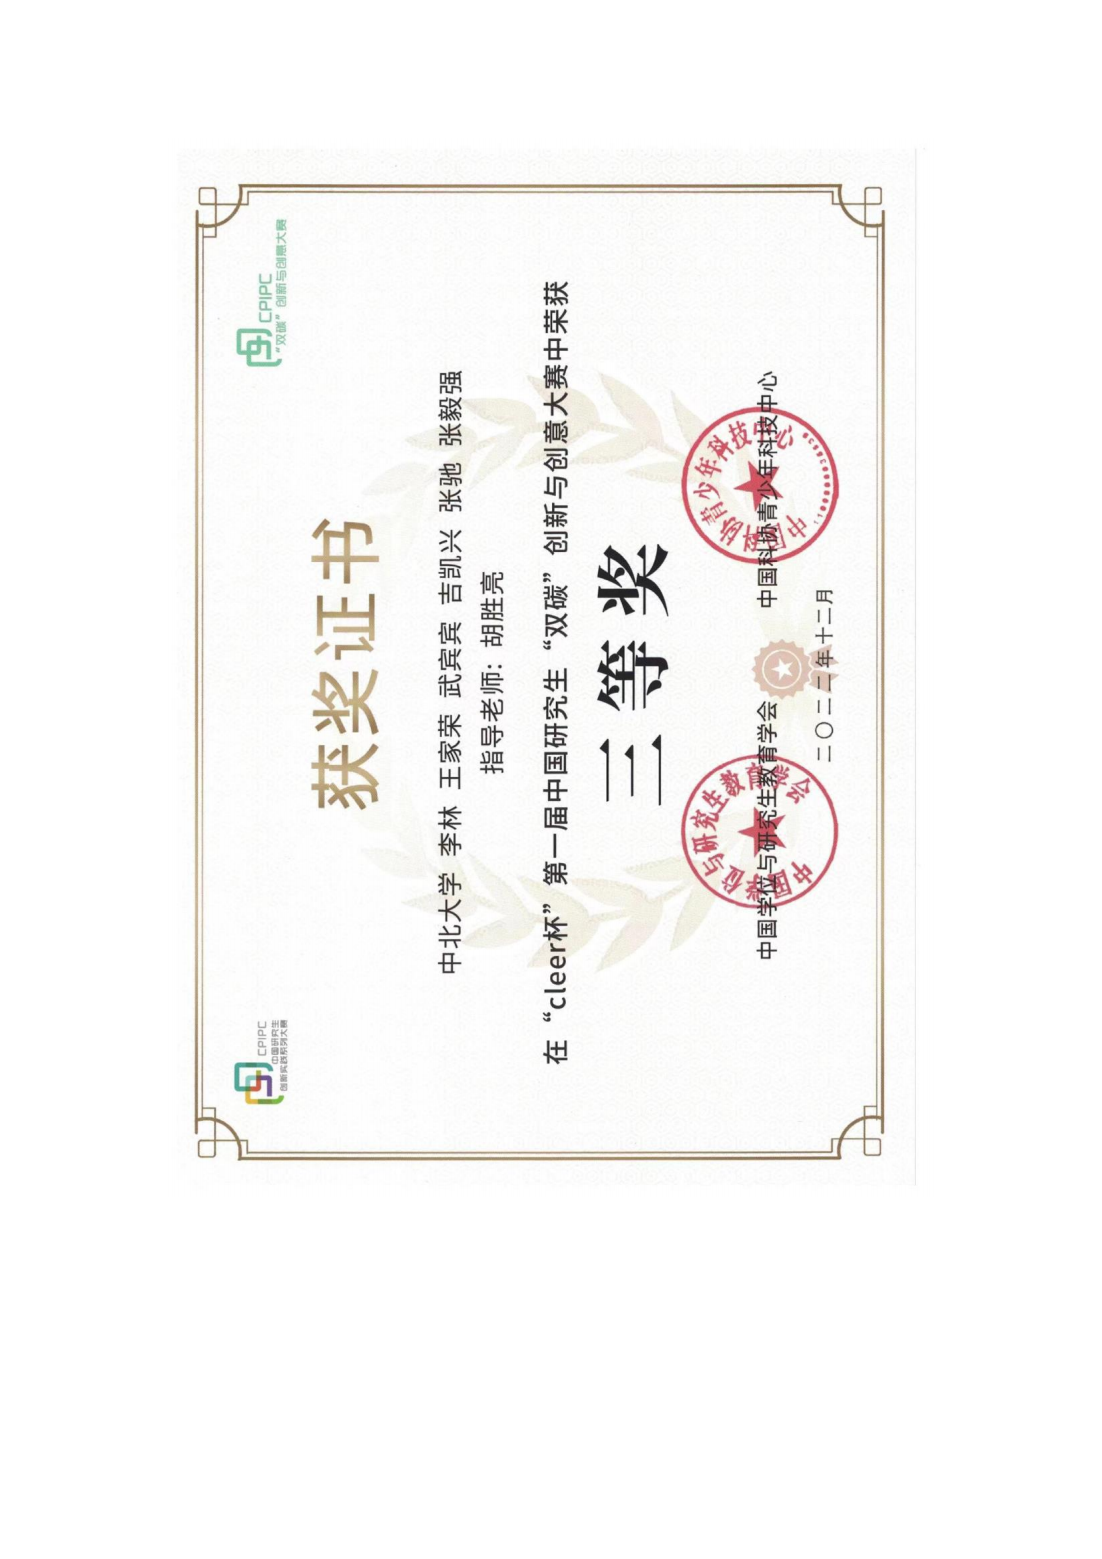 CPIPC
中国研究生
创新实践系列大赛
CPIPC
“双碳”创新与创意大赛
获奖证书
中北大学 李林 王家荣 武宾宾 吉凯兴 张驰 张毅强
指导老师：胡胜亮
在“cleer杯”第一届中国研究生“双碳”创新与创意大赛中荣获
三等奖
中国学位与研究生教育学会
中国科协青少年科技中心
中国学位与研究生教育学会
中国科协青少年科技中心
二〇二二年十二月